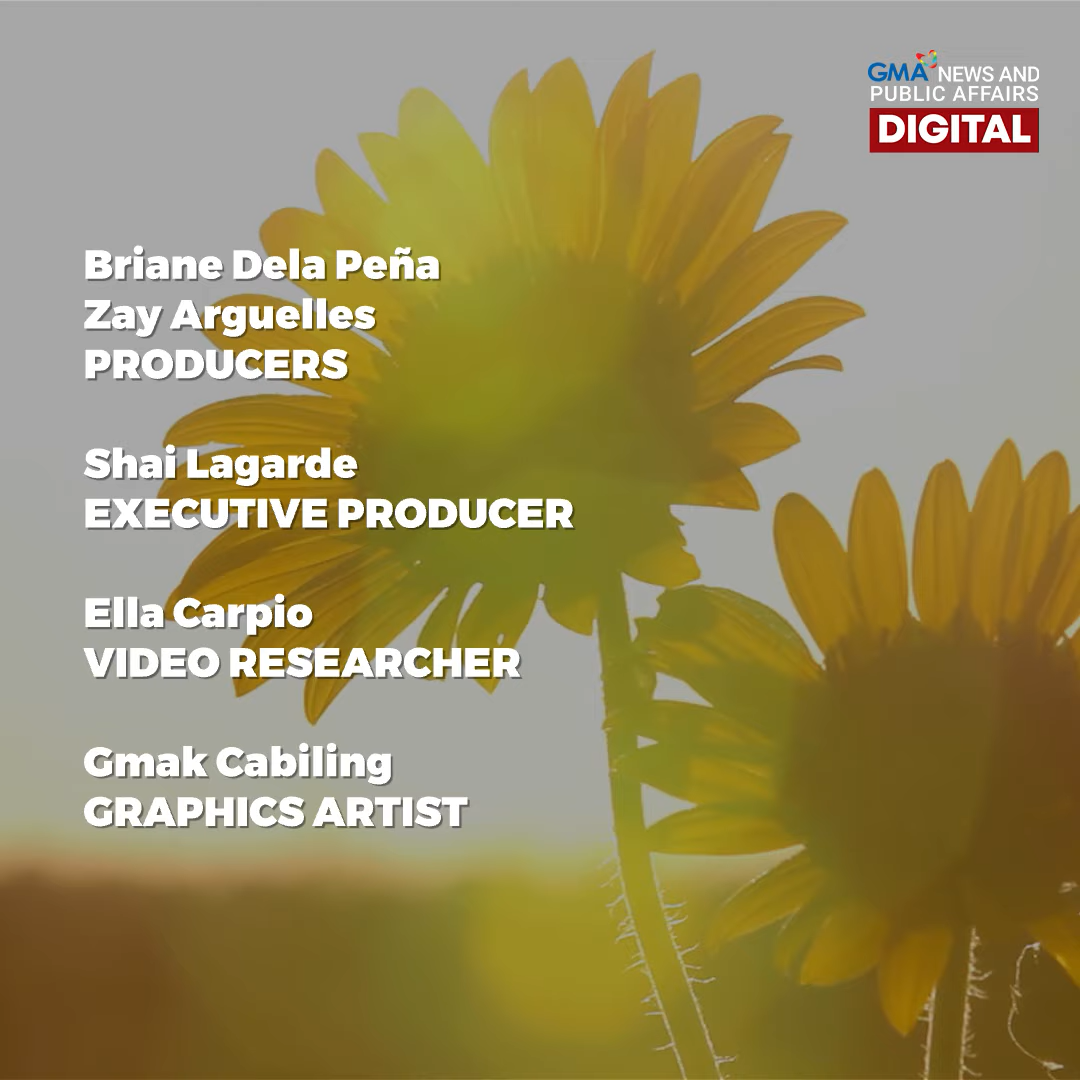 GMA NEWS AND
PUBLIC AFFAIRS
DIGITAL
Briane Dela Peña
Zay Arguelles
PRODUCERS
Shai Lagarde
EXECUTIVE PRODUCER
Ella Carpio
VIDEO RESEARCHER
Gmak Cabiling
GRAPHICS ARTIST